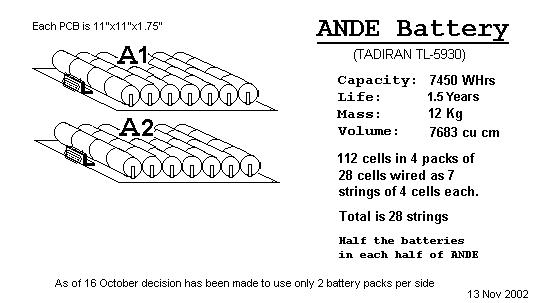 Each PCB is 11"x11"x1.75"
A1
A2
ANDE Battery
(TADIRAN TL-5930)
Capacity: 7450 WHrs
Life: 1.5 Years
Mass: 12 Kg
Volume: 7683 cu cm
112 cells in 4 packs of
28 cells wired as 7
strings of 4 cells each.
Total is 28 strings
Half the batteries
in each half of ANDE
As of 16 October decision has been made to use only 2 battery packs per side
13 Nov 2002